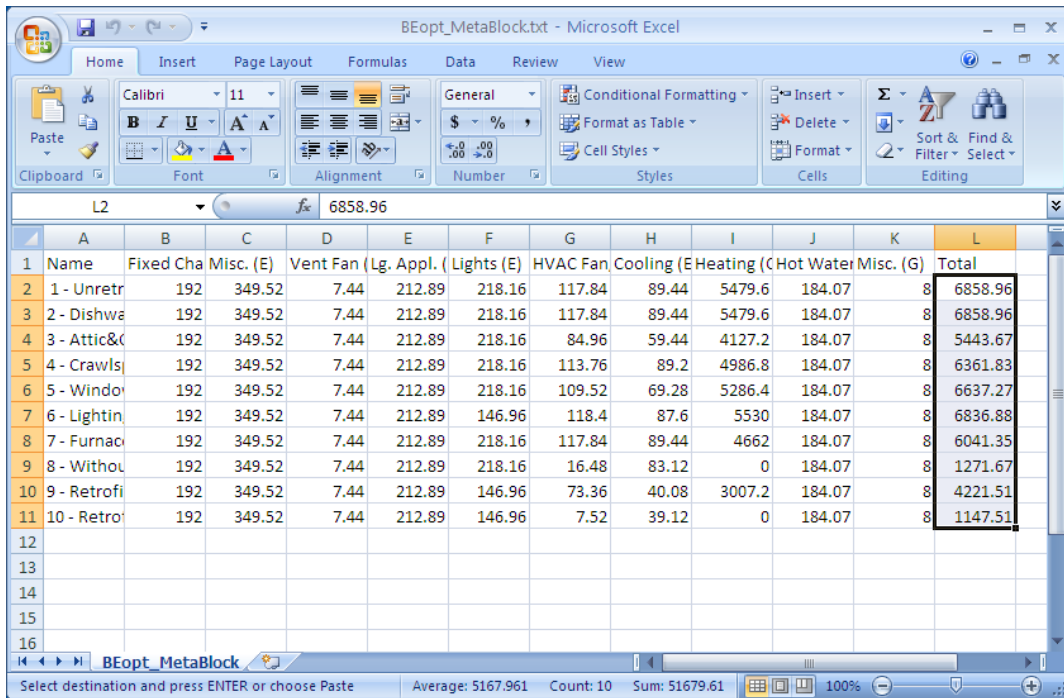 BEopt_MetaBlock.txt - Microsoft Excel
Home Insert Page Layout Formulas Data Review View
Calibri 11 General Conditional Formatting Insert Σ
Paste B I U A A $ % , Format as Table Delete Sort & Find &
Cell Styles Format Filter Select
Clipboard Font Alignment Number Styles Cells Editing
L2 fx 6858.96
A B C D E F G H I J K L
1 Name Fixed Cha Misc. (E) Vent Fan ( Lg. Appl. ( Lights (E) HVAC Fan, Cooling (E Heating (G Hot Water Misc. (G) Total
2 1 - Unretr 192 349.52 7.44 212.89 218.16 117.84 89.44 5479.6 184.07 8 6858.96
3 2 - Dishwa 192 349.52 7.44 212.89 218.16 117.84 89.44 5479.6 184.07 8 6858.96
4 3 - Attic&C 192 349.52 7.44 212.89 218.16 84.96 59.44 4127.2 184.07 8 5443.67
5 4 - Crawlsp 192 349.52 7.44 212.89 218.16 113.76 89.2 4986.8 184.07 8 6361.83
6 5 - Window 192 349.52 7.44 212.89 218.16 109.52 69.28 5286.4 184.07 8 6637.27
7 6 - Lighting 192 349.52 7.44 212.89 146.96 118.4 87.6 5530 184.07 8 6836.88
8 7 - Furnace 192 349.52 7.44 212.89 218.16 117.84 89.44 4662 184.07 8 6041.35
9 8 - Withou 192 349.52 7.44 212.89 218.16 16.48 83.12 0 184.07 8 1271.67
10 9 - Retrofi 192 349.52 7.44 212.89 146.96 73.36 40.08 3007.2 184.07 8 4221.51
11 10 - Retrof 192 349.52 7.44 212.89 146.96 7.52 39.12 0 184.07 8 1147.51
12
13
14
15
16
BEopt_MetaBlock
Select destination and press ENTER or choose Paste Average: 5167.961 Count: 10 Sum: 51679.61 100%